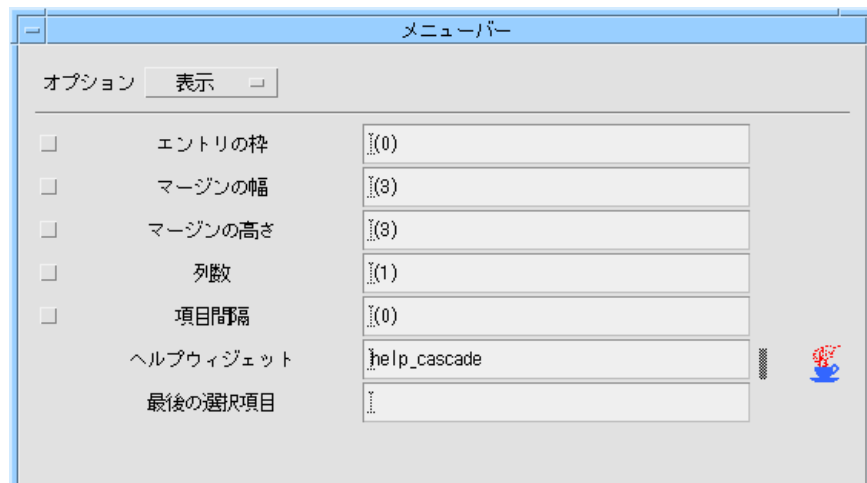 メニューバー
オプション 表示
エントリの枠 (0)
マージンの幅 (3)
マージンの高さ (3)
列数 (1)
項目間隔 (0)
ヘルプウィジェット help_cascade
最後の選択項目